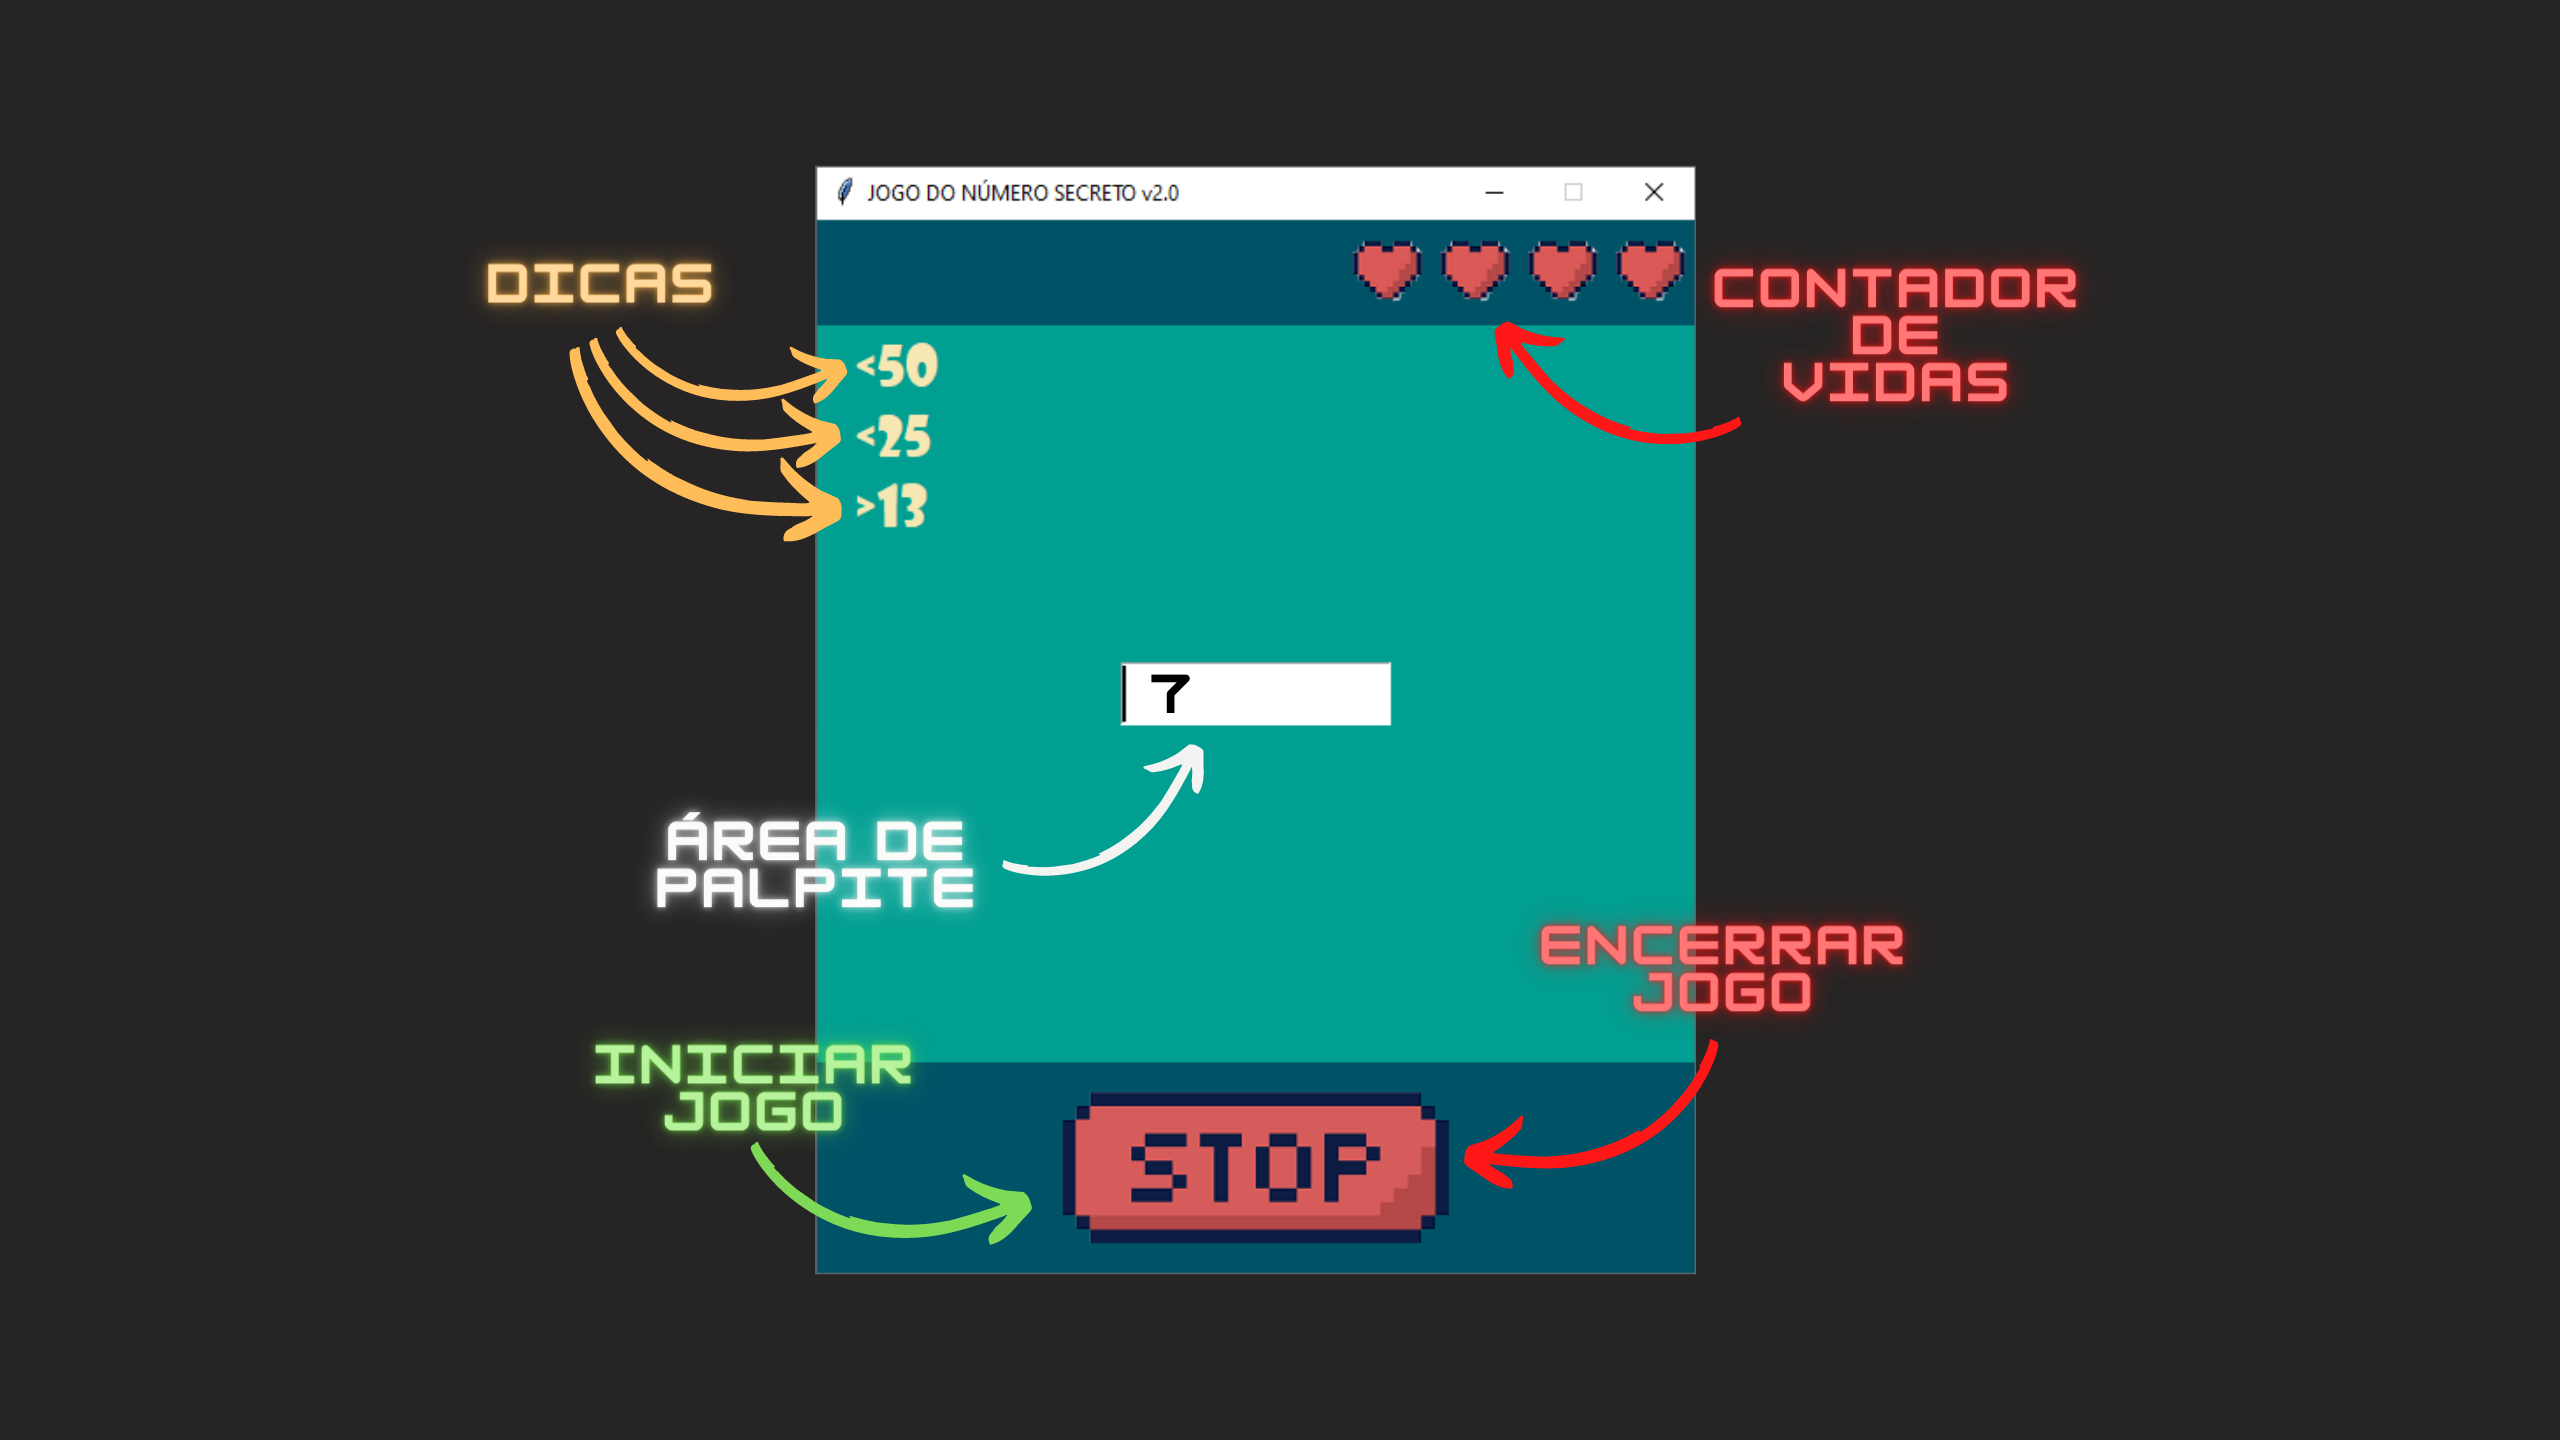 JOGO DO NÚMERO SECRETO v2.0
DICAS
CONTADOR
DE
VIDAS
<50
<25
>13
7
ÁREA DE
PALPITE
ENCERRAR
JOGO
INICIAR
JOGO
STOP